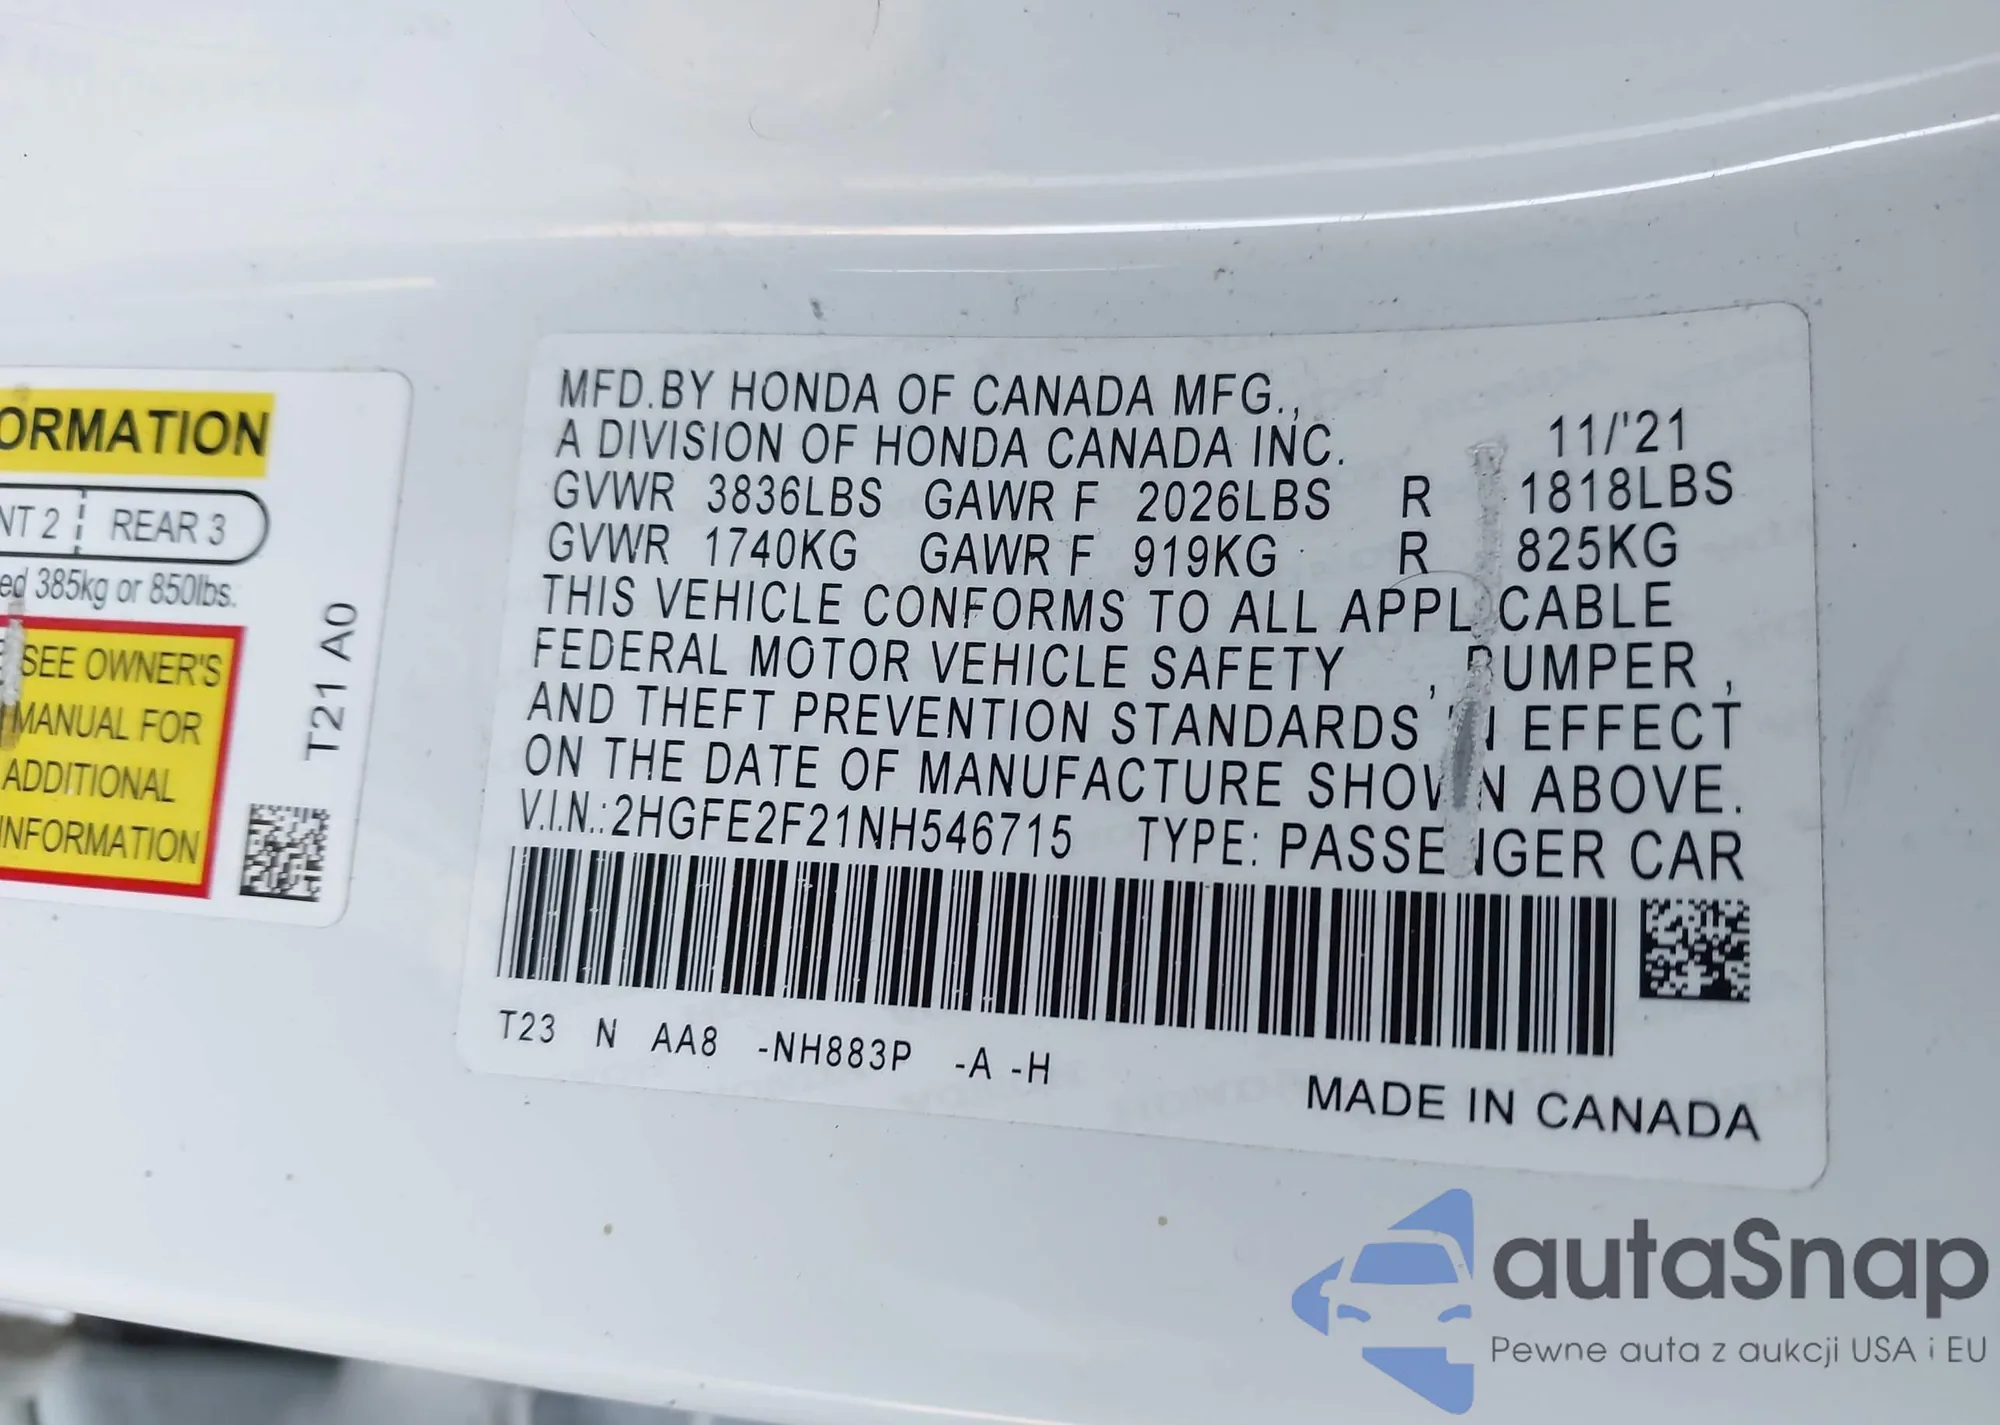 ORMATION
NT 2 REAR 3
ed 385kg or 850lbs.
SEE OWNER'S
MANUAL FOR
ADDITIONAL
INFORMATION
T21 A0
MFD.BY HONDA OF CANADA MFG.,
A DIVISION OF HONDA CANADA INC. 11/'21
GVWR 3836LBS GAWR F 2026LBS R 1818LBS
GVWR 1740KG GAWR F 919KG R 825KG
THIS VEHICLE CONFORMS TO ALL APPL CABLE
FEDERAL MOTOR VEHICLE SAFETY , BUMPER ,
AND THEFT PREVENTION STANDARDS IN EFFECT
ON THE DATE OF MANUFACTURE SHOWN ABOVE.
V.I.N.:2HGFE2F21NH546715 TYPE: PASSENGER CAR
T23 N AA8 -NH883P -A -H
MADE IN CANADA
autaSnap
Pewne auta z aukcji USA i EU